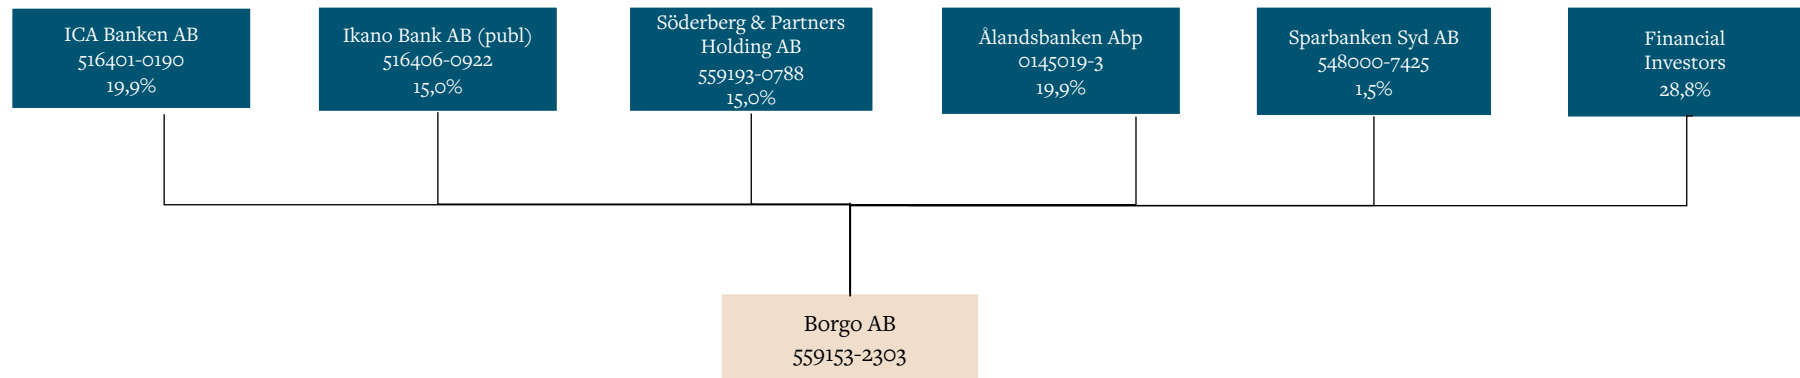 ICA Banken AB
516401-0190
19,9%
Ikano Bank AB (publ)
516406-0922
15,0%
Söderberg & Partners
Holding AB
559193-0788
15,0%
Ålandsbanken Abp
0145019-3
19,9%
Sparbanken Syd AB
548000-7425
1,5%
Financial
Investors
28,8%
Borgo AB
559153-2303